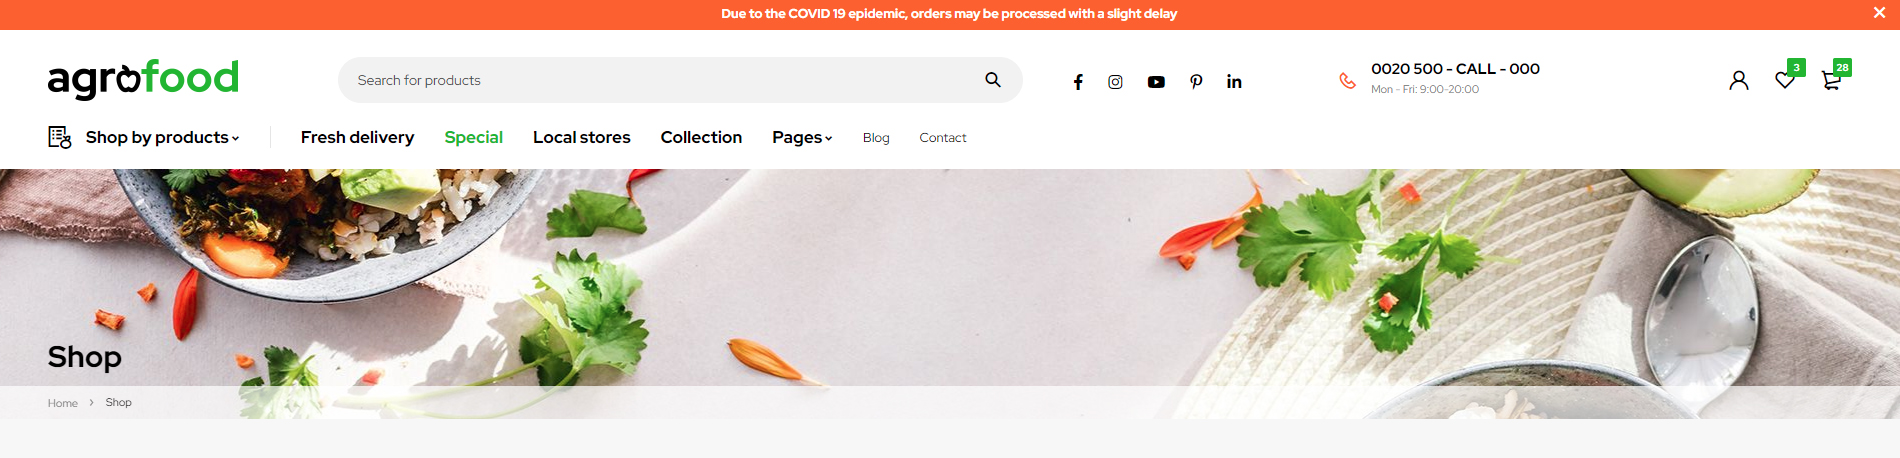 Due to the COVID 19 epidemic, orders may be processed with a slight delay
agrofood
Search for products
0020 500 - CALL - 000
Mon - Fri: 9:00-20:00
3
28
Shop by products
Fresh delivery
Special
Local stores
Collection
Pages
Blog
Contact
Shop
Home > Shop